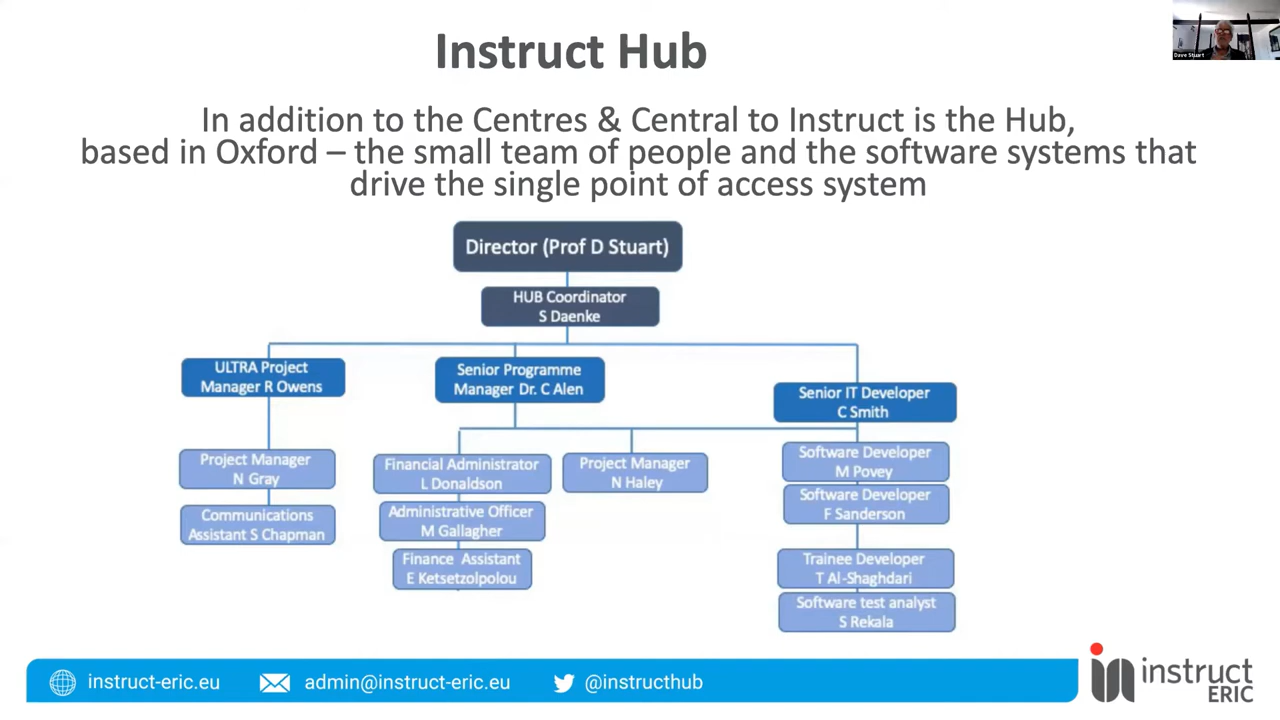 Instruct Hub
Dave Stuart
In addition to the Centres & Central to Instruct is the Hub,
based in Oxford – the small team of people and the software systems that
drive the single point of access system
Director (Prof D Stuart)
HUB Coordinator
S Daenke
ULTRA Project
Manager R Owens
Senior Programme
Manager Dr. C Alen
Senior IT Developer
C Smith
Project Manager
N Gray
Communications
Assistant S Chapman
Financial Administrator
L Donaldson
Administrative Officer
M Gallagher
Finance Assistant
E Ketsetzolpolou
Project Manager
N Haley
Software Developer
M Povey
Software Developer
F Sanderson
Trainee Developer
T Al-Shaghdari
Software test analyst
S Rekala
instruct-eric.eu
admin@instruct-eric.eu
@instructhub
instruct
ERIC